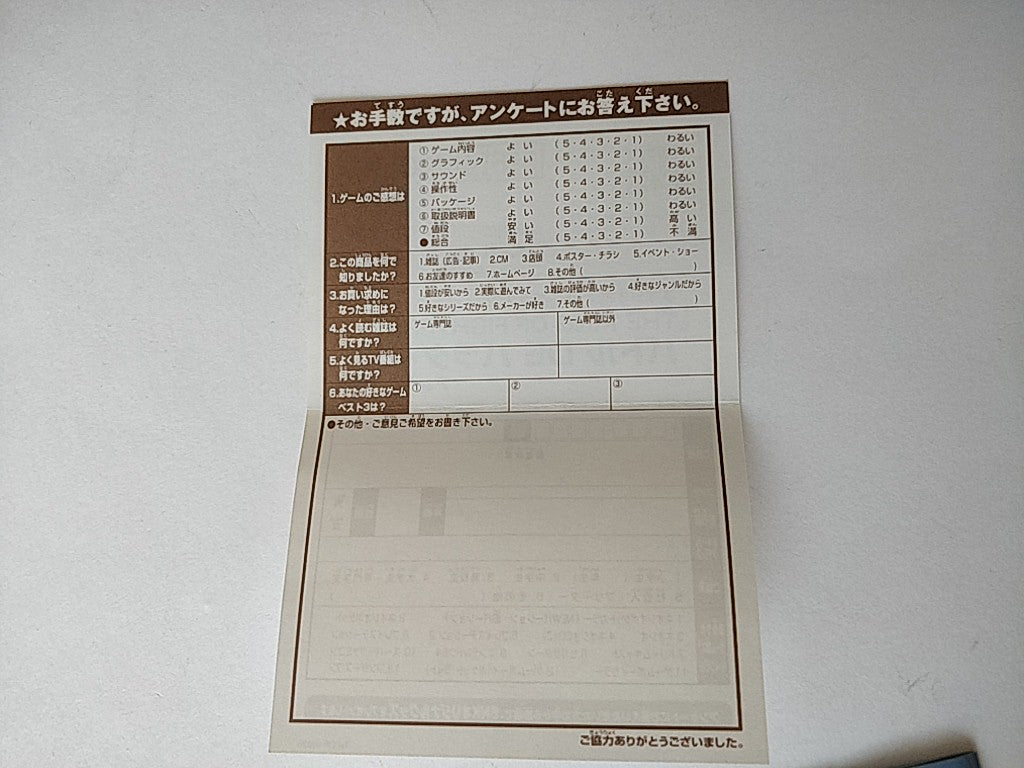 ★お手数ですが、アンケートにお答え下さい。
1.ゲームのご感想は
① ゲーム内容 よい (5・4・3・2・1) わるい
② グラフィック よい (5・4・3・2・1) わるい
③ サウンド よい (5・4・3・2・1) わるい
④ 操作性 よい (5・4・3・2・1) わるい
⑤ パッケージ よい (5・4・3・2・1) わるい
⑥ 取扱説明書 よい (5・4・3・2・1) わるい
⑦ 値段 安い (5・4・3・2・1) 高い
● 総合 満足 (5・4・3・2・1) 不満
2.この商品を何で
知りましたか?
1.雑誌(広告・記事) 2.CM 3.店頭 4.ポスター・チラシ 5.イベント・ショー
6.お友達のすすめ 7.ホームページ 8.その他( )
3.お買い求めに
なった理由は?
1.値段が安いから 2.実際に遊んでみて 3.雑誌の評価が高いから 4.好きなジャンルだから
5.好きなシリーズだから 6.メーカーが好き 7.その他( )
4.よく読む雑誌は
何ですか?
ゲーム専門誌
ゲーム専門誌以外
5.よく見るTV番組は
何ですか?
6.あなたの好きなゲーム
ベスト3は?
① ② ③
●その他・ご意見ご希望をお書き下さい。
ご協力ありがとうございました。